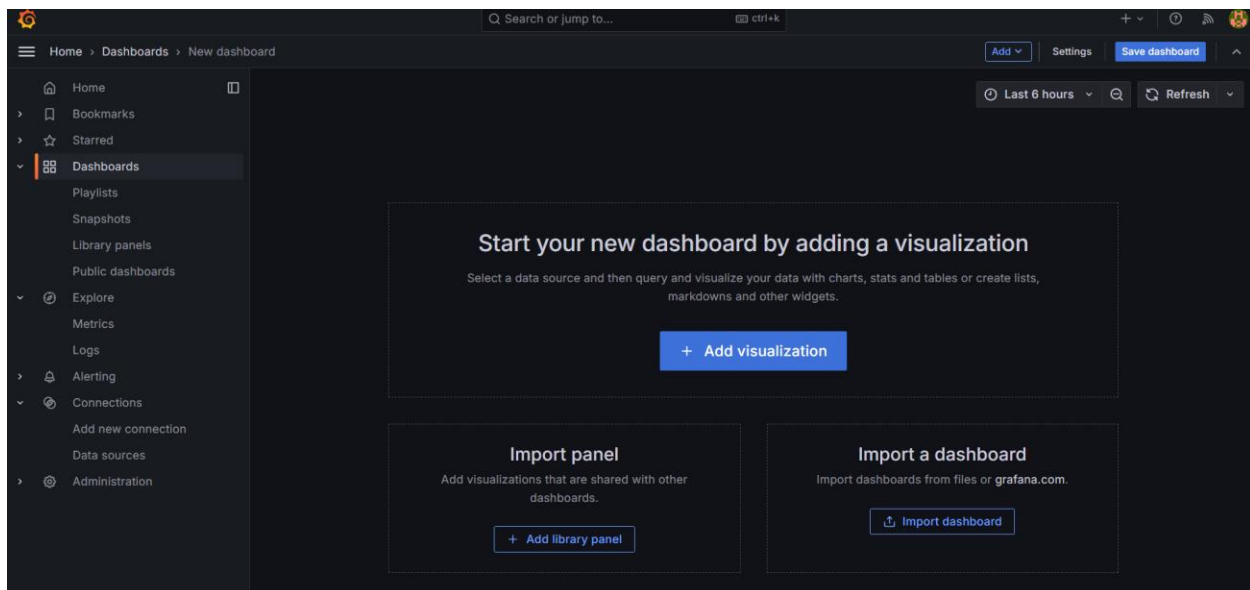 Search or jump to... ctrl+k
Home › Dashboards › New dashboard Add Settings Save dashboard
Home
Bookmarks
Starred
Dashboards
Playlists
Snapshots
Library panels
Public dashboards
Explore
Metrics
Logs
Alerting
Connections
Add new connection
Data sources
Administration
Last 6 hours Refresh
Start your new dashboard by adding a visualization
Select a data source and then query and visualize your data with charts, stats and tables or create lists,
markdowns and other widgets.
+ Add visualization
Import panel
Add visualizations that are shared with other
dashboards.
+ Add library panel
Import a dashboard
Import dashboards from files or grafana.com.
Import dashboard